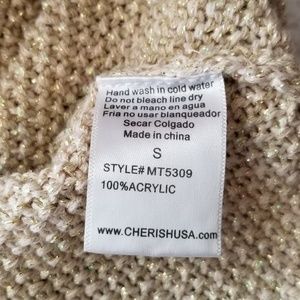 Hand wash in cold water
Do not bleach line dry
Lavar a mano en agua
Fria no usar blanqueador
Secar Colgado
Made in china
S
STYLE#MT5309
100%ACRYLIC
www.CHERISHUSA.com